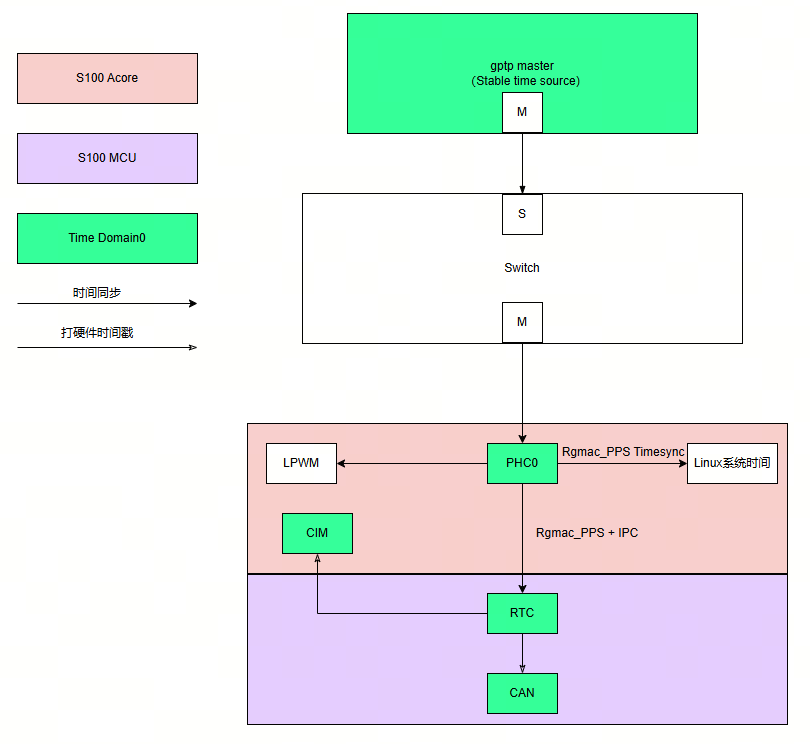 S100 Acore
S100 MCU
Time Domain0
时间同步
打硬件时间戳
gptp master
(Stable time source)
M
S
Switch
M
LPWM
PHC0
Rgmac_PPS Timesync
Linux系统时间
CIM
Rgmac_PPS + IPC
RTC
CAN